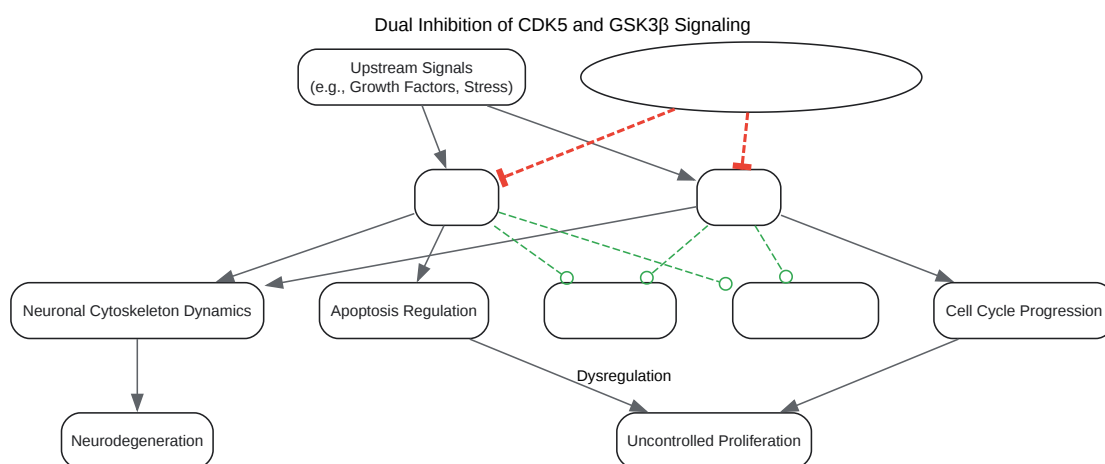 Dual Inhibition of CDK5 and GSK3β Signaling
Upstream Signals
(e.g., Growth Factors, Stress)
Neuronal Cytoskeleton Dynamics
Apoptosis Regulation
Cell Cycle Progression
Dysregulation
Neurodegeneration
Uncontrolled Proliferation